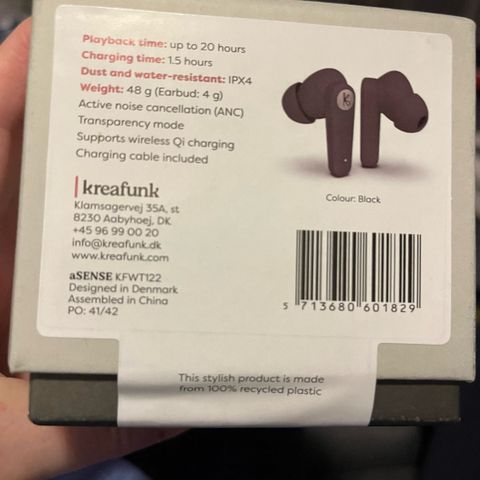 Playback time: up to 20 hours
Charging time: 1.5 hours
Dust and water-resistant: IPX4
Weight: 48 g (Earbud: 4 g)
Active noise cancellation (ANC)
Transparency mode
Supports wireless Qi charging
Charging cable included
kreafunk
Klamsagervej 35A, st
8230 Aabyhoej, DK
+45 96 99 00 20
info@kreafunk.dk
www.kreafunk.com
aSENSE KFWT122
Designed in Denmark
Assembled in China
PO: 41/42
Colour: Black
5 713680 601829
This stylish product is made
from 100% recycled plastic